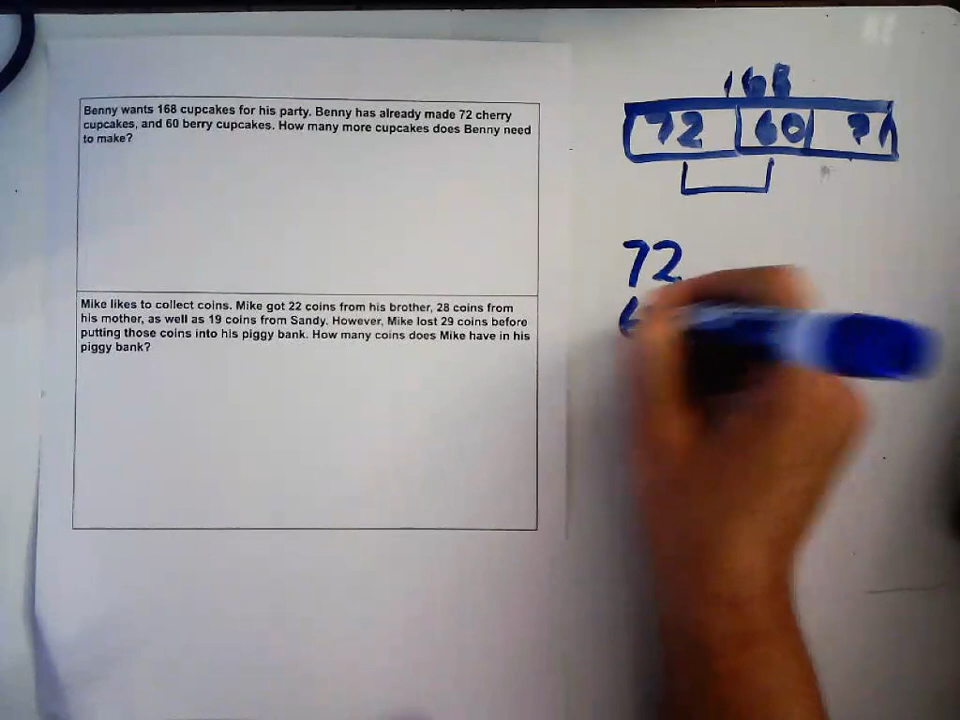 Benny wants 168 cupcakes for his party. Benny has already made 72 cherry
cupcakes, and 60 berry cupcakes. How many more cupcakes does Benny need
to make?
Mike likes to collect coins. Mike got 22 coins from his brother, 28 coins from
his mother, as well as 19 coins from Sandy. However, Mike lost 29 coins before
putting those coins into his piggy bank. How many coins does Mike have in his
piggy bank?
168
72 60 ?
72
6